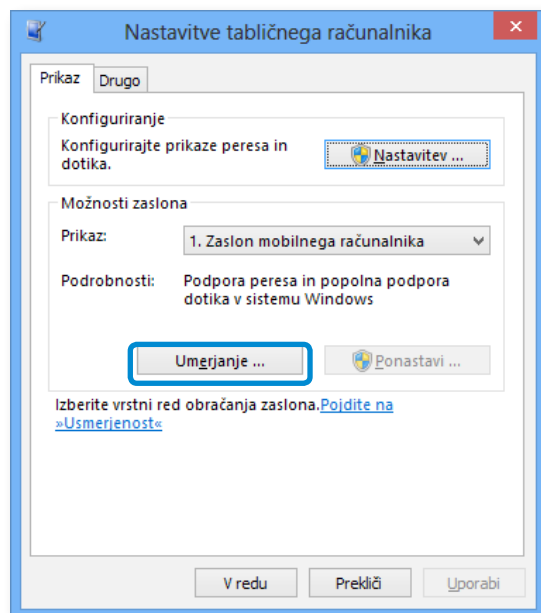 Nastavitve tabličnega računalnika
Prikaz
Drugo
Konfiguriranje
Konfigurirajte prikaze peresa in
dotika.
Nastavitev ...
Možnosti zaslona
Prikaz:
1. Zaslon mobilnega računalnika
Podrobnosti:
Podpora peresa in popolna podpora
dotika v sistemu Windows
Umerjanje ...
Ponastavi ...
Izberite vrstni red obračanja zaslona.Pojdite na
»Usmerjenost«
V redu
Prekliči
Uporabi